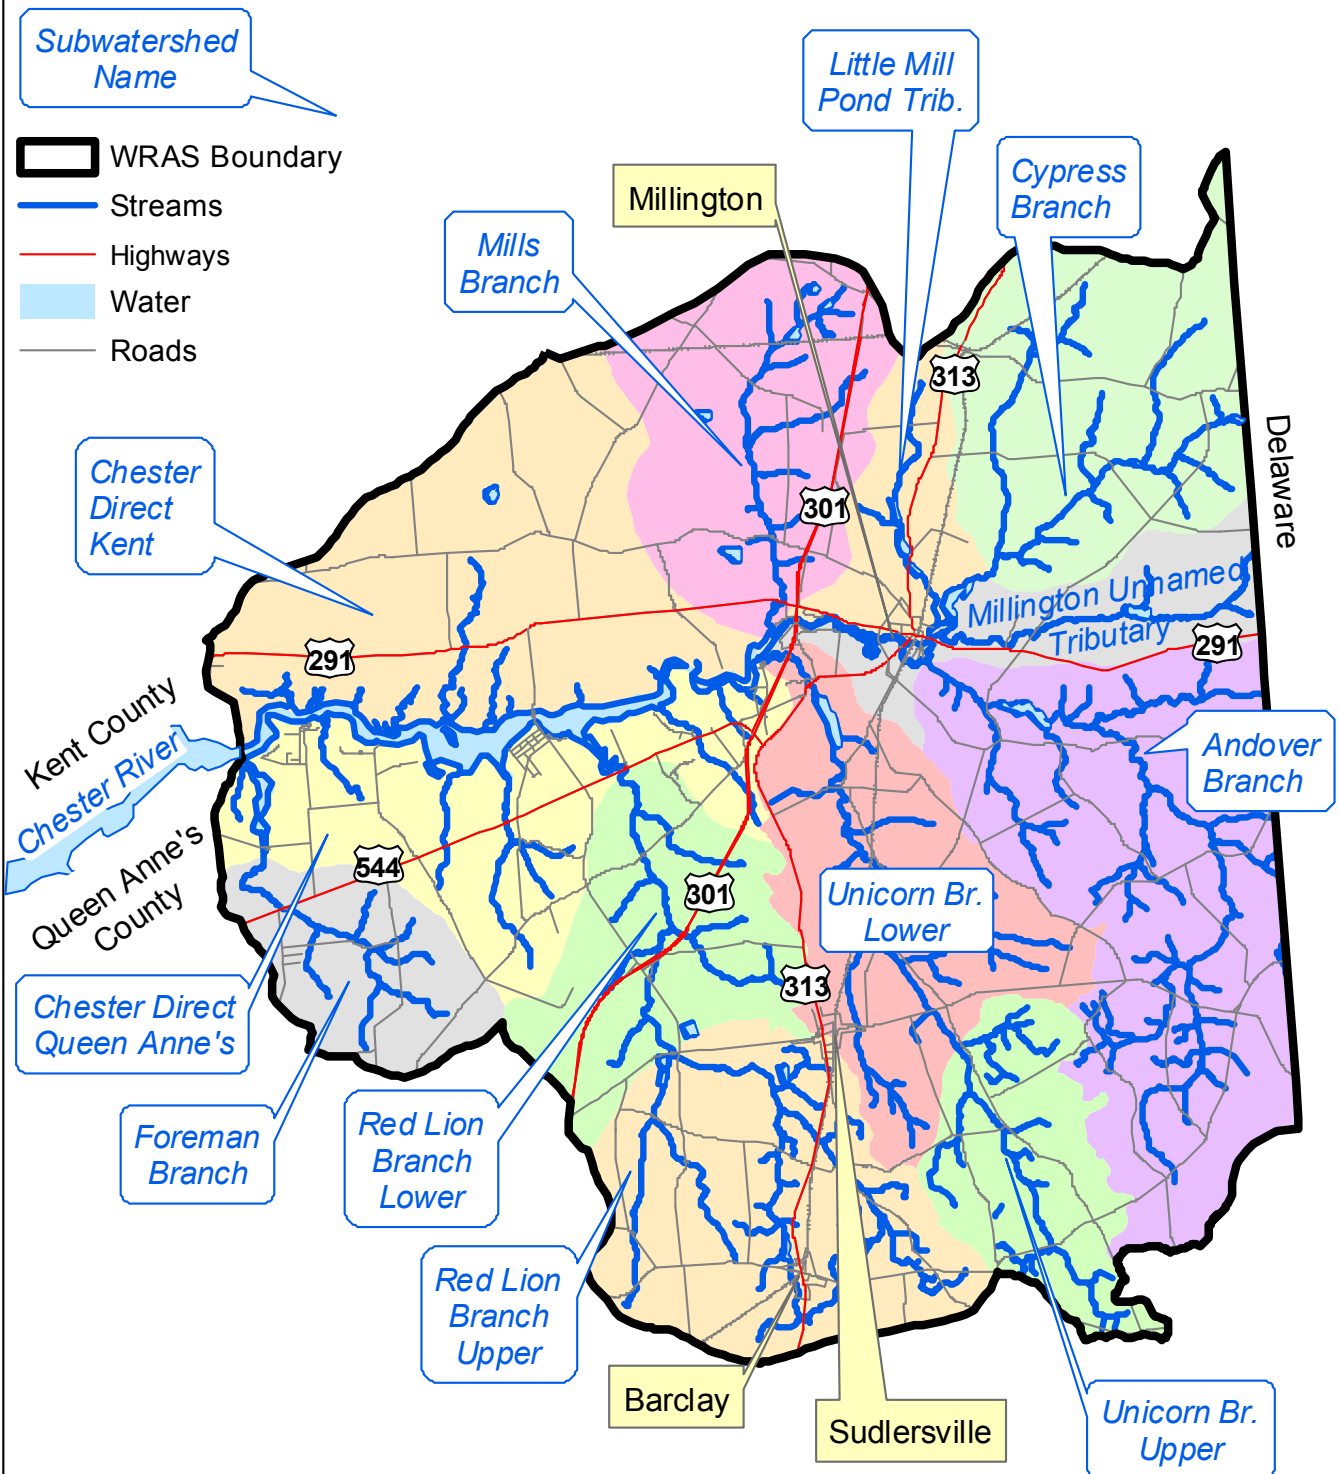 Subwatershed
Name
WRAS Boundary
Streams
Highways
Water
Roads
Little Mill
Pond Trib.
Cypress
Branch
Millington
Mills
Branch
313
Delaware
Chester
Direct
Kent
301
Millington Unnamed
Tributary
291
291
Kent County
Chester River
Queen Anne's
County
Andover
Branch
544
301
Unicorn Br.
Lower
313
Chester Direct
Queen Anne's
Foreman
Branch
Red Lion
Branch
Lower
Red Lion
Branch
Upper
Barclay
Sudlersville
Unicorn Br.
Upper